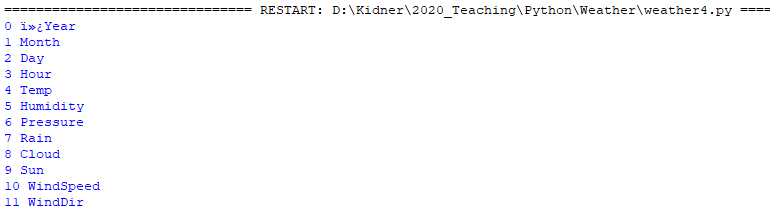 =============================== RESTART: D:\Kidner\2020_Teaching\Python\Weather\weather4.py ====
0 ï»¿Year
1 Month
2 Day
3 Hour
4 Temp
5 Humidity
6 Pressure
7 Rain
8 Cloud
9 Sun
10 WindSpeed
11 WindDir